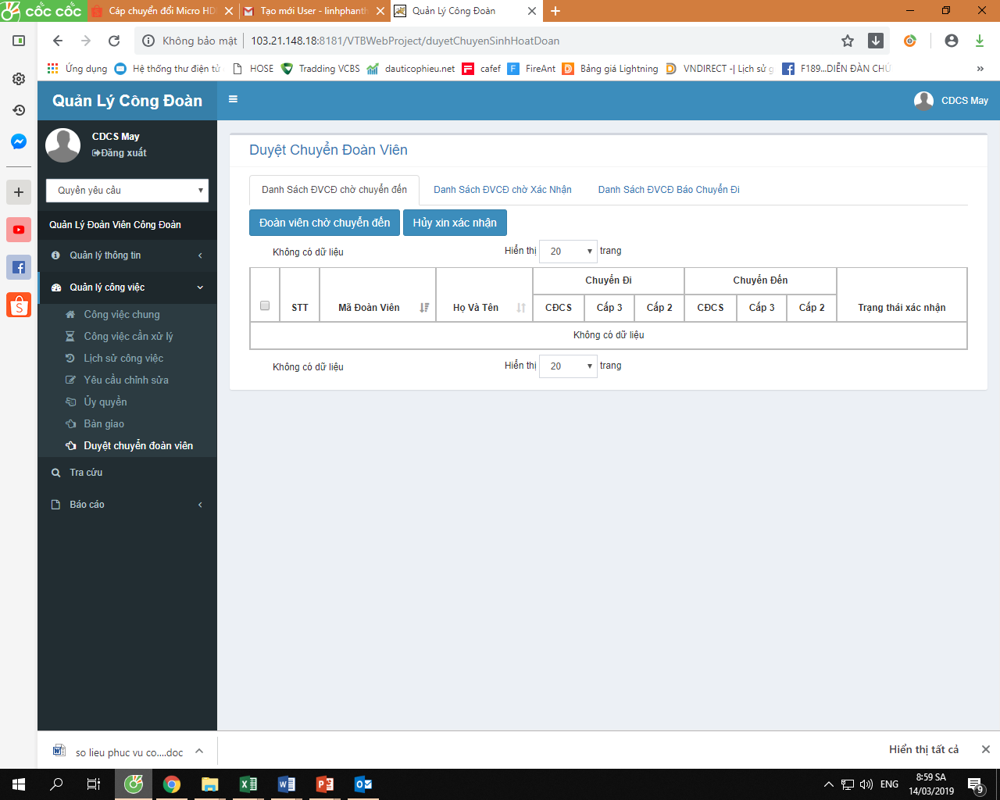 cốc cốc
Cáp chuyển đổi Micro HD
Tạo mới User - linhphanth
Quản Lý Công Đoàn
Không bảo mật
103.21.148.18:8181/VTBWebProject/duyetChuyenSinhHoatDoan
Ứng dụng
Hệ thống thư điện tử
HOSE
Tradding VCBS
dauticophieu.net
cafef
FireAnt
Bảng giá Lightning
VNDIRECT -| Lịch sử g
F189...DIỄN ĐÀN CHỨ
»
Quản Lý Công Đoàn
CDCS May
CDCS May
Đăng xuất
Quyền yêu cầu
Quản Lý Đoàn Viên Công Đoàn
Quản lý thông tin
Quản lý công việc
Công việc chung
Công việc cần xử lý
Lịch sử công việc
Yêu cầu chỉnh sửa
Ủy quyền
Bàn giao
Duyệt chuyển đoàn viên
Tra cứu
Báo cáo
Duyệt Chuyển Đoàn Viên
Danh Sách ĐVCĐ chờ chuyển đến
Danh Sách ĐVCĐ chờ Xác Nhận
Danh Sách ĐVCĐ Báo Chuyển Đi
Đoàn viên chờ chuyển đến
Hủy xin xác nhận
Không có dữ liệu
Hiển thị 20 trang
Chuyển Đi
Chuyển Đến
STT
Mã Đoàn Viên
Họ Và Tên
CĐCS
Cấp 3
Cấp 2
CĐCS
Cấp 3
Cấp 2
Trạng thái xác nhận
Không có dữ liệu
Không có dữ liệu
Hiển thị 20 trang
so lieu phuc vu co....doc
Hiển thị tất cả
ENG
8:59 SA
14/03/2019
9